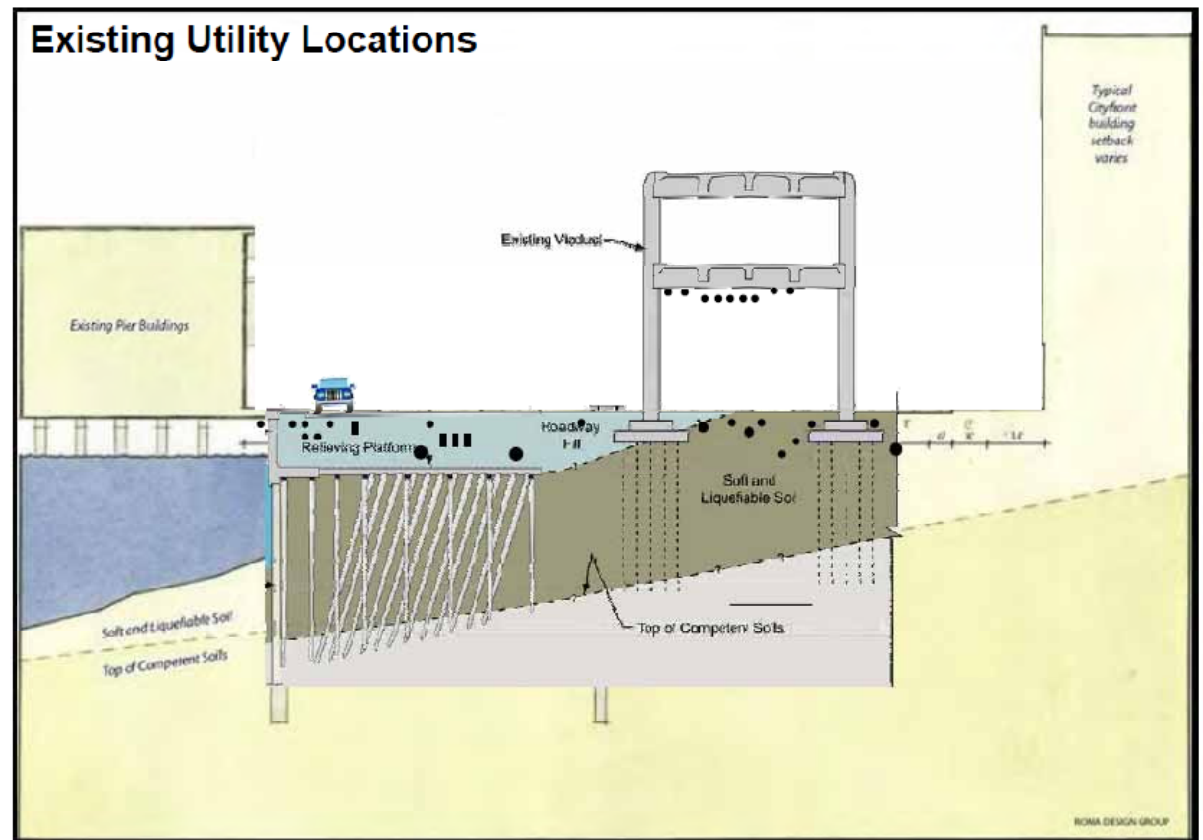 Existing Utility Locations
Typical
Cityfront
building
setback
varies
Existing Viaduct
Existing Pier Buildings
Roadway
Fill
Relieving Platform
Soft and
Liquefiable Soil
Soft and Liquefiable Soil
Top of Competent Soils
Top of Competent Soils
ROMA DESIGN GROUP